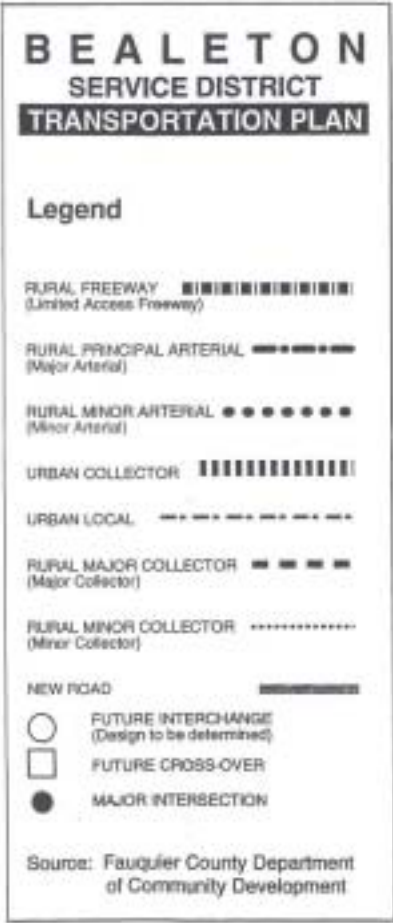 BEALETON
SERVICE DISTRICT
TRANSPORTATION PLAN
Legend
RURAL FREEWAY
(Limited Access Freeway)
RURAL PRINCIPAL ARTERIAL
(Major Arterial)
RURAL MINOR ARTERIAL
(Minor Arterial)
URBAN COLLECTOR
URBAN LOCAL
RURAL MAJOR COLLECTOR
(Major Collector)
RURAL MINOR COLLECTOR
(Minor Collector)
NEW ROAD
FUTURE INTERCHANGE
(Design to be determined)
FUTURE CROSS-OVER
MAJOR INTERSECTION
Source: Fauquier County Department
of Community Development